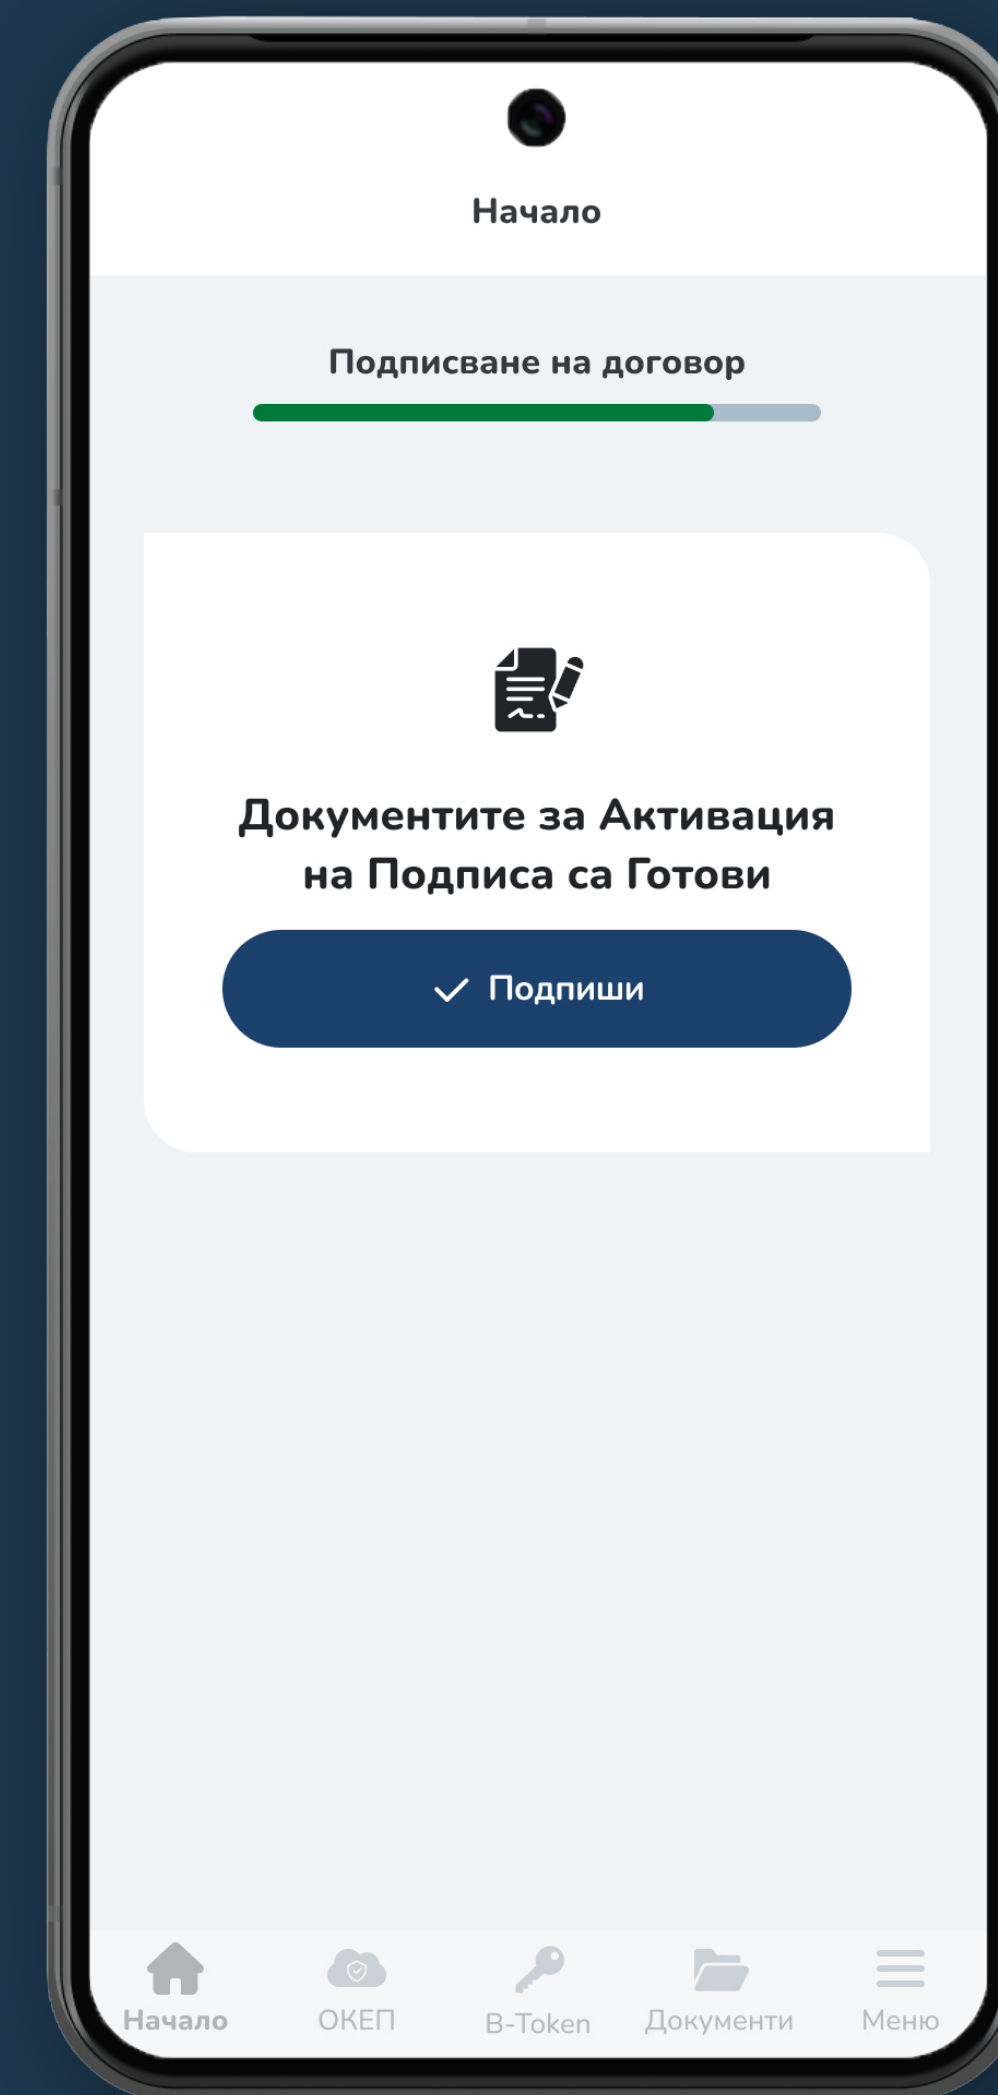 Начало
Подписване на договор
Документите за Активация
на Подписа са Готови
Подпиши
Начало
ОКЕП
B-Token
Документи
Меню